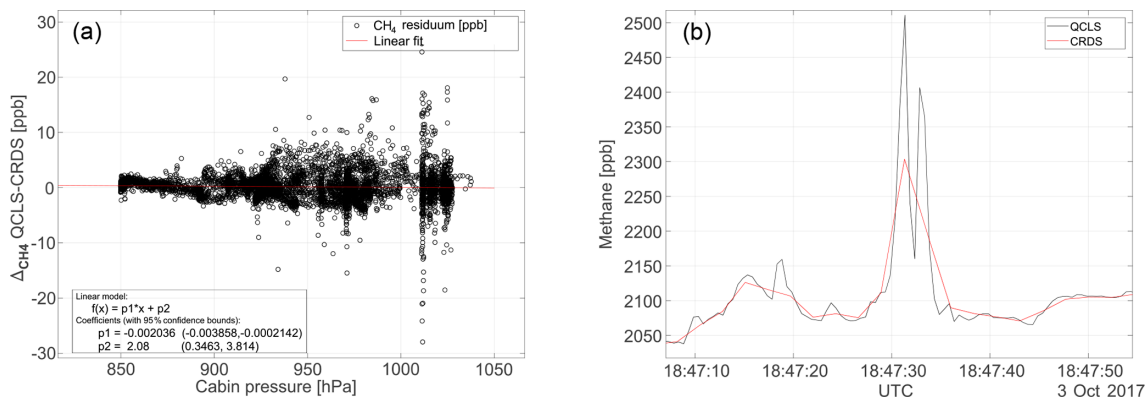 (a)
CH4 residuum [ppb]
Linear fit
30
20
10
0
-10
-20
-30
ΔCH4 QCLS-CRDS [ppb]
Linear model:
f(x) = p1*x + p2
Coefficients (with 95% confidence bounds):
p1 = -0.002036 (-0.003858,-0.0002142)
p2 = 2.08 (0.3463, 3.814)
850 900 950 1000 1050
Cabin pressure [hPa]
(b)
QCLS
CRDS
2500
2450
2400
2350
2300
2250
2200
2150
2100
2050
Methane [ppb]
18:47:10 18:47:20 18:47:30 18:47:40 18:47:50
UTC
3 Oct 2017